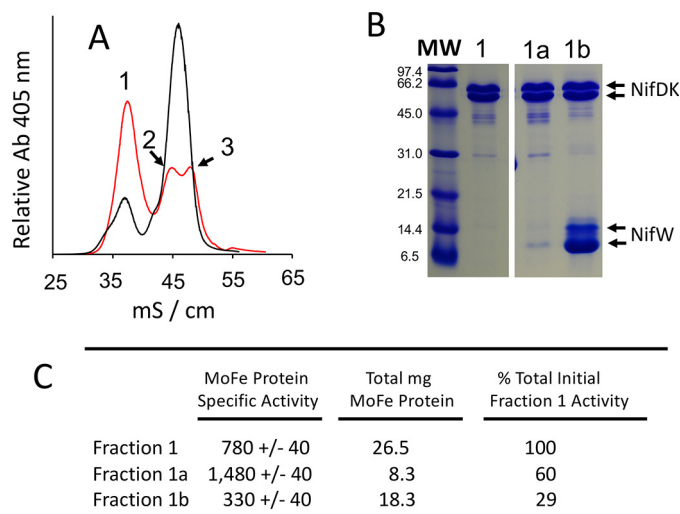 A
Relative Ab 405 nm
1
2
3
25 35 45 55 65
mS / cm
B
MW 1 1a 1b
97.4
66.2
45.0
31.0
21.5
14.4
6.5
NifDK
NifW
C
MoFe Protein Specific Activity
Total mg MoFe Protein
% Total Initial Fraction 1 Activity
Fraction 1 780 +/- 40 26.5 100
Fraction 1a 1,480 +/- 40 8.3 60
Fraction 1b 330 +/- 40 18.3 29